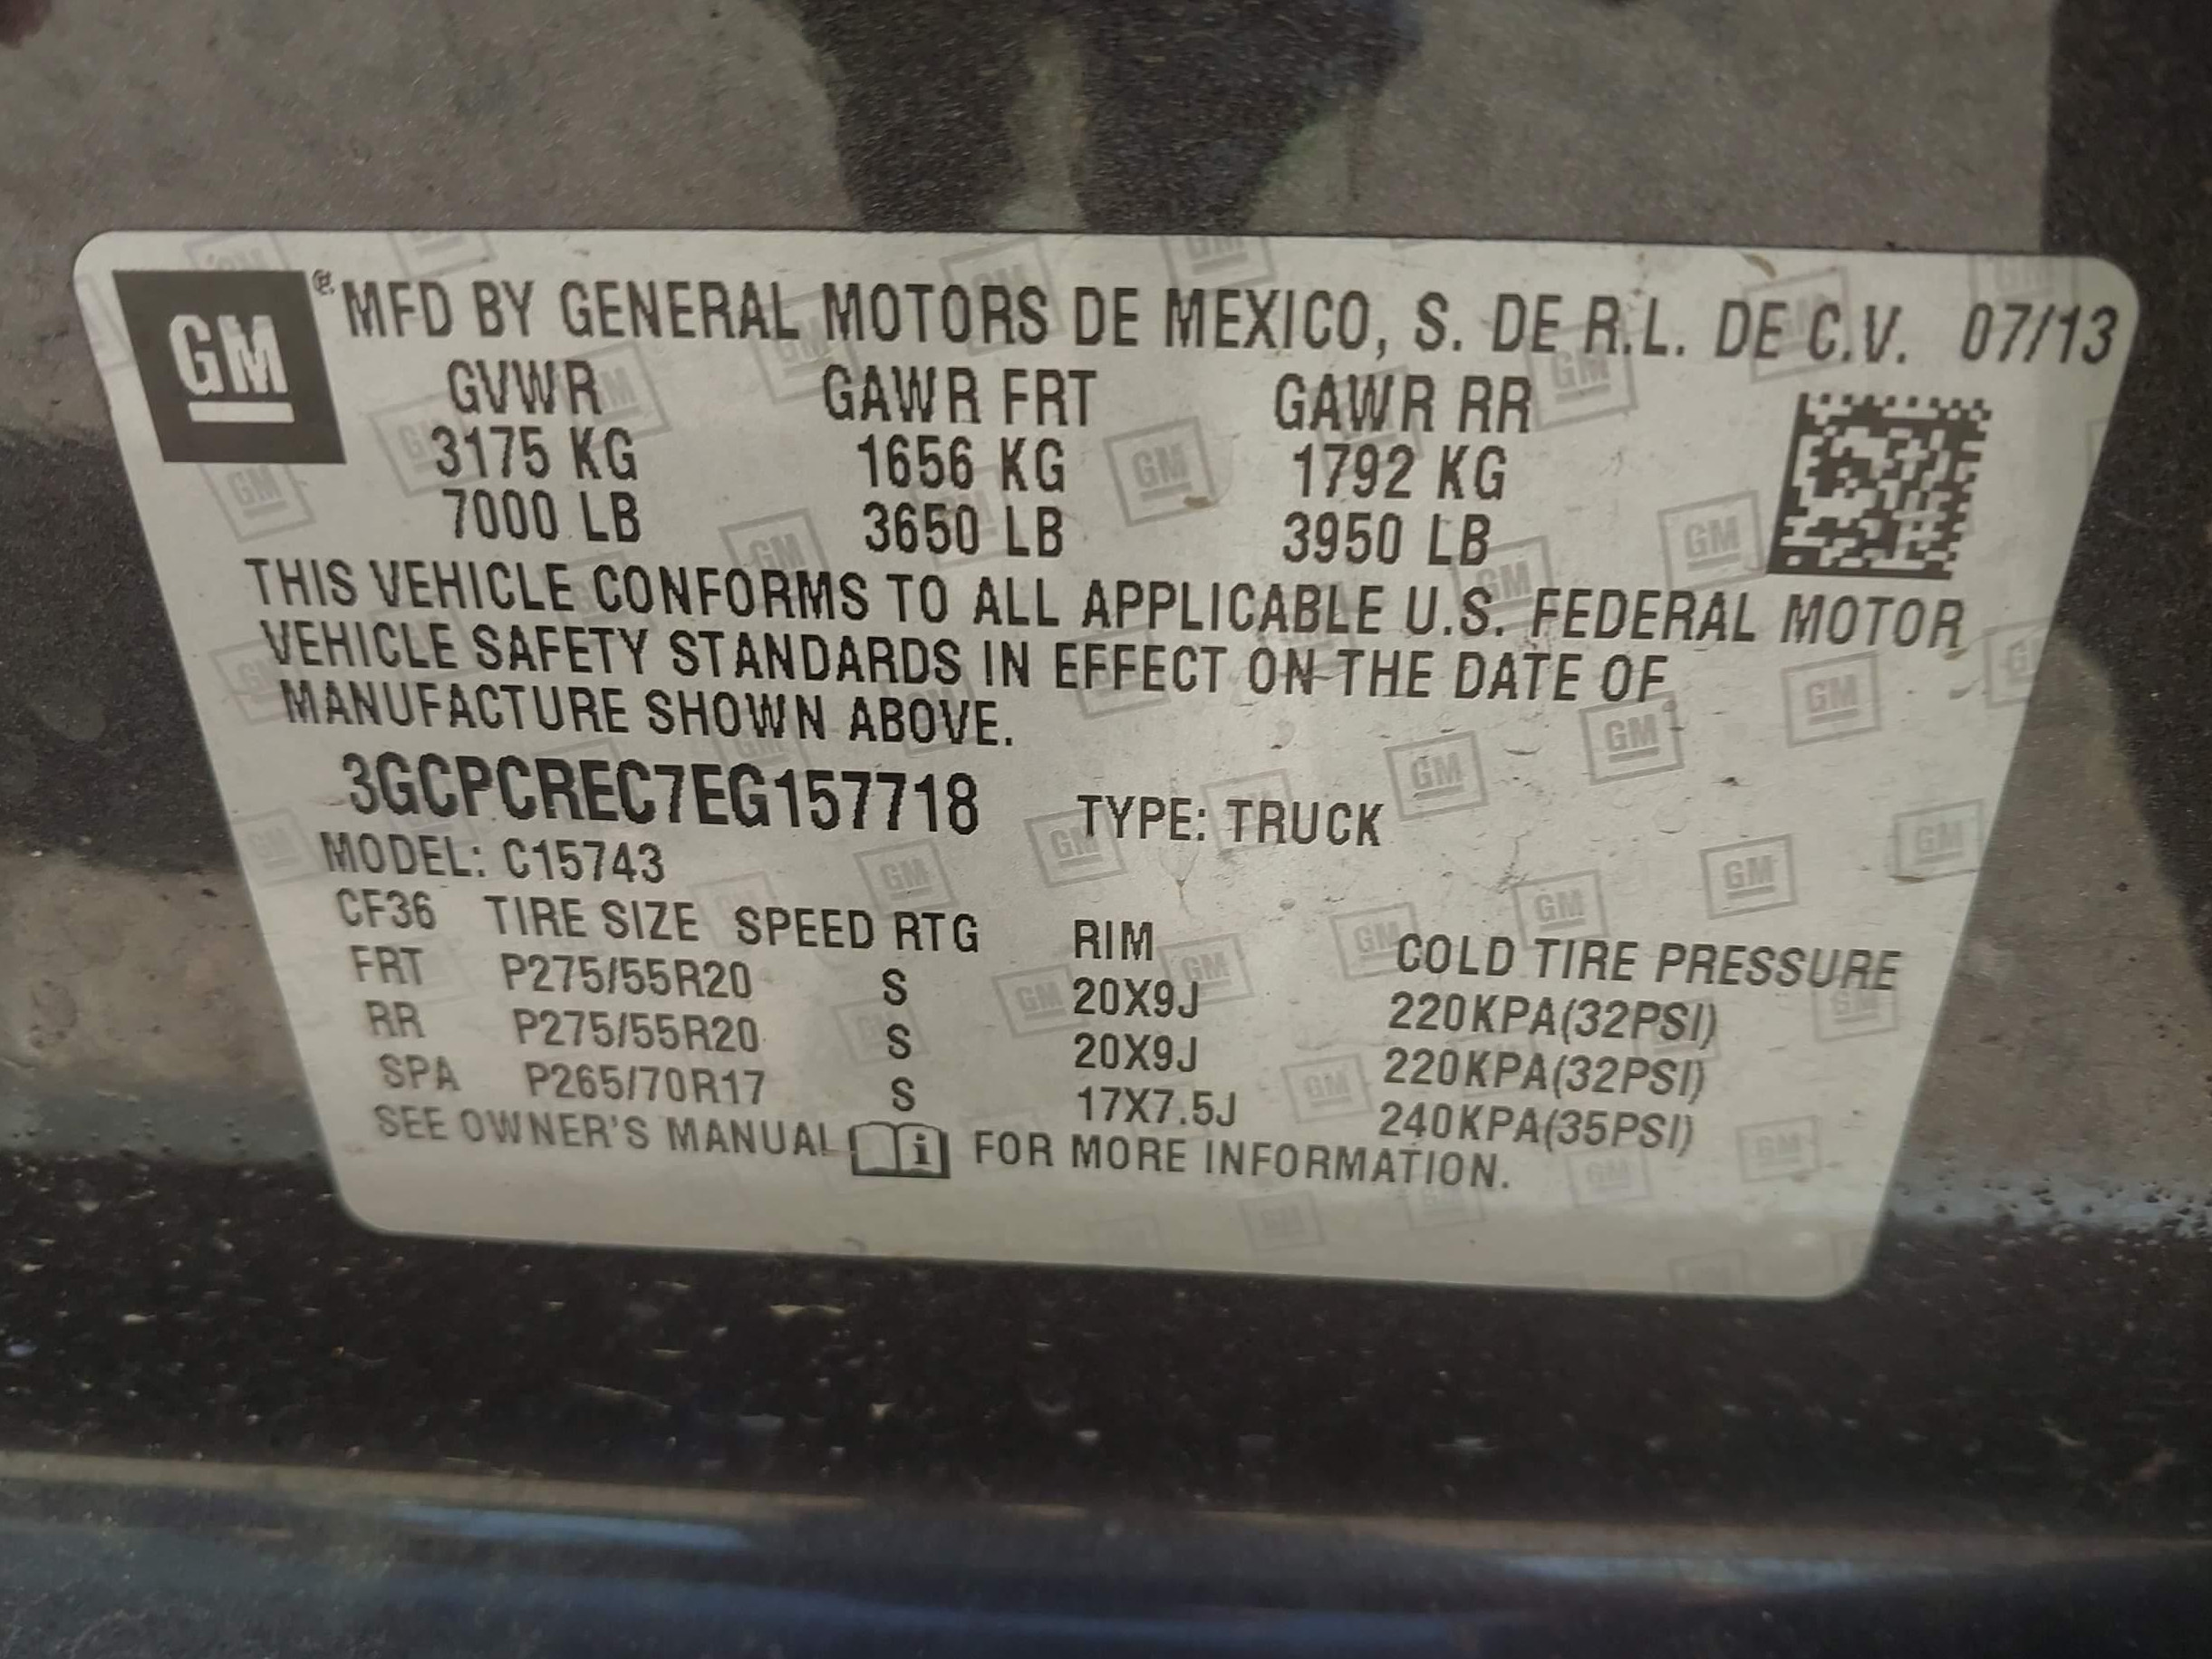 GM ® MFD BY GENERAL MOTORS DE MEXICO, S. DE R.L. DE C.V. 07/13
GVWR GAWR FRT GAWR RR
3175 KG 1656 KG 1792 KG
7000 LB 3650 LB 3950 LB
THIS VEHICLE CONFORMS TO ALL APPLICABLE U.S. FEDERAL MOTOR
VEHICLE SAFETY STANDARDS IN EFFECT ON THE DATE OF
MANUFACTURE SHOWN ABOVE.
3GCPCREC7EG157718 TYPE: TRUCK
MODEL: C15743
CF36 TIRE SIZE SPEED RTG RIM COLD TIRE PRESSURE
FRT P275/55R20 S 20X9J 220KPA(32PSI)
RR P275/55R20 S 20X9J 220KPA(32PSI)
SPA P265/70R17 S 17X7.5J 240KPA(35PSI)
SEE OWNER'S MANUAL i FOR MORE INFORMATION.